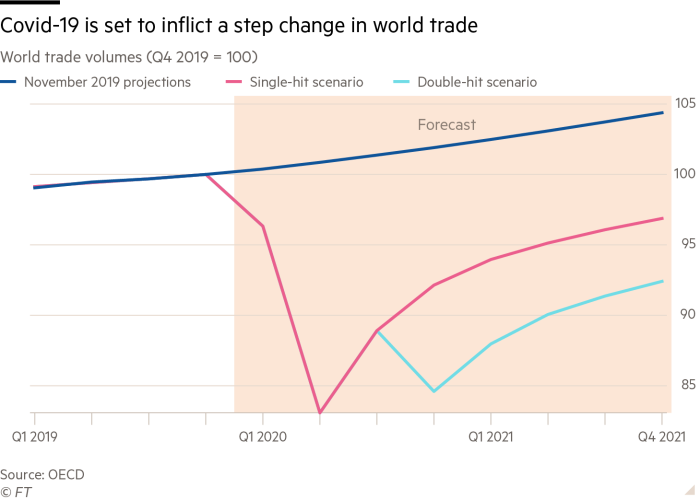 Covid-19 is set to inflict a step change in world trade
World trade volumes (Q4 2019 = 100)
November 2019 projections Single-hit scenario Double-hit scenario
105
Forecast
100
95
90
85
Q1 2019 Q1 2020 Q1 2021 Q4 2021
Source: OECD
© FT